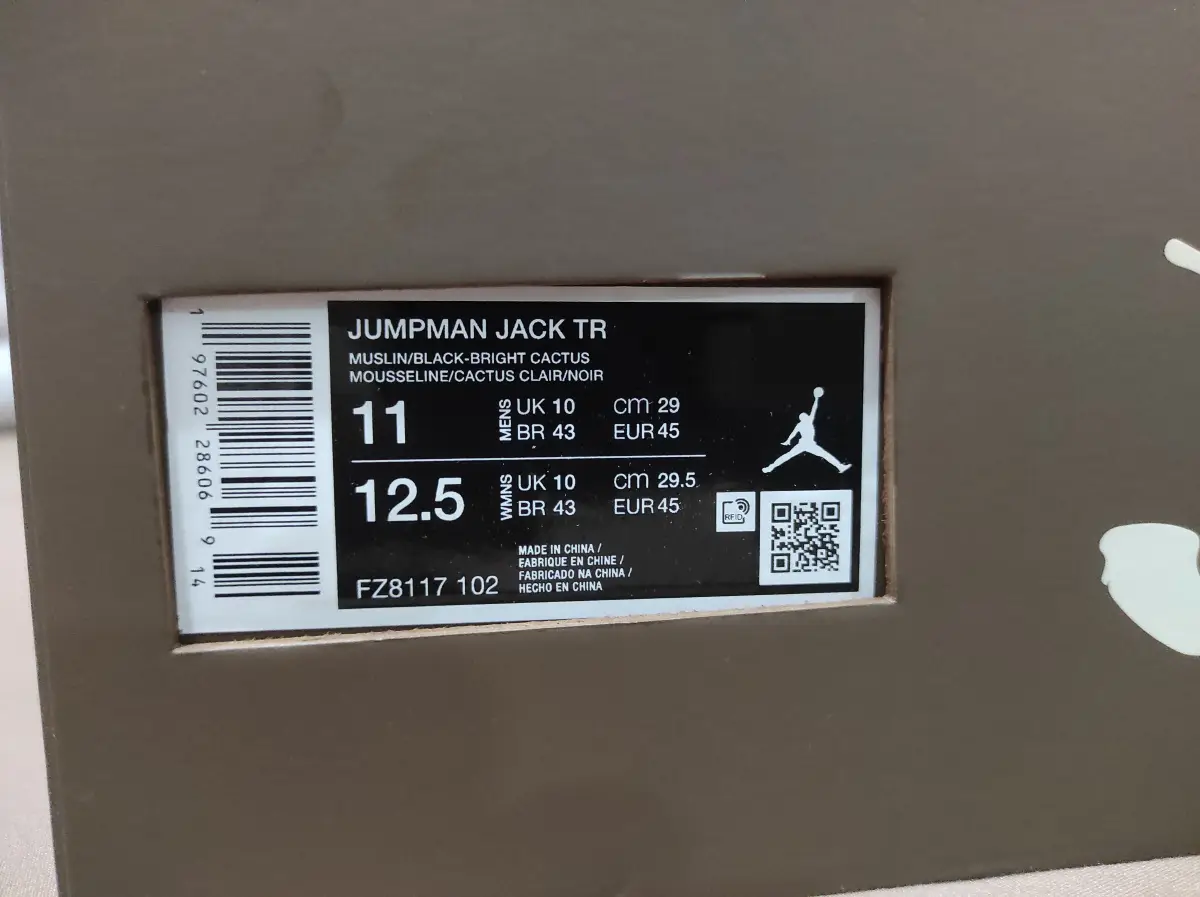 1 97602 28606 9 14
JUMPMAN JACK TR
MUSLIN/BLACK-BRIGHT CACTUS
MOUSSELINE/CACTUS CLAIR/NOIR
11 MENS UK 10 cm 29
BR 43 EUR 45
12.5 WMNS UK 10 cm 29.5
BR 43 EUR 45
RFID
FZ8117 102
MADE IN CHINA /
FABRIQUE EN CHINE /
FABRICADO NA CHINA /
HECHO EN CHINA